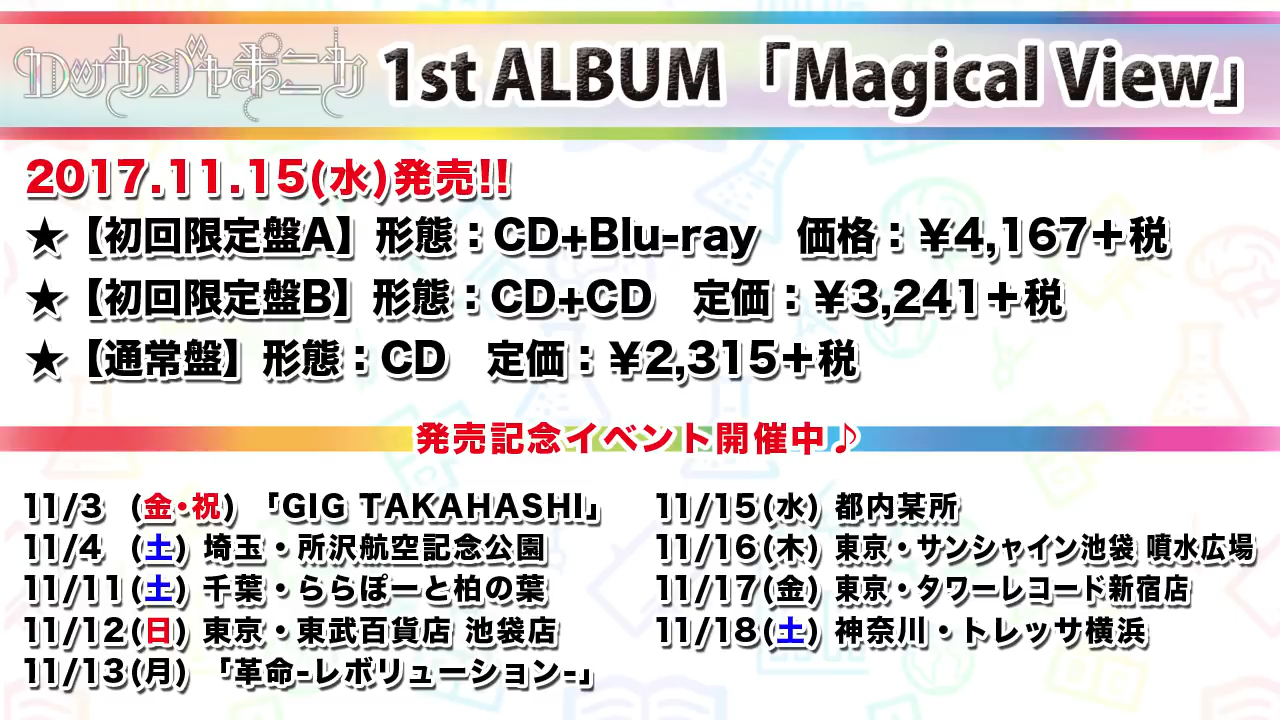 ロッカジャポニカ 1st ALBUM「Magical View」
2017.11.15(水)発売!!
★【初回限定盤A】形態：CD+Blu-ray　価格：¥4,167＋税
★【初回限定盤B】形態：CD+CD　定価：¥3,241＋税
★【通常盤】形態：CD　定価：¥2,315＋税
発売記念イベント開催中♪
11/3 (金・祝) 「GIG TAKAHASHI」
11/4 (土) 埼玉・所沢航空記念公園
11/11(土) 千葉・ららぽーと柏の葉
11/12(日) 東京・東武百貨店 池袋店
11/13(月) 「革命-レボリューション-」
11/15(水) 都内某所
11/16(木) 東京・サンシャイン池袋 噴水広場
11/17(金) 東京・タワーレコード新宿店
11/18(土) 神奈川・トレッサ横浜